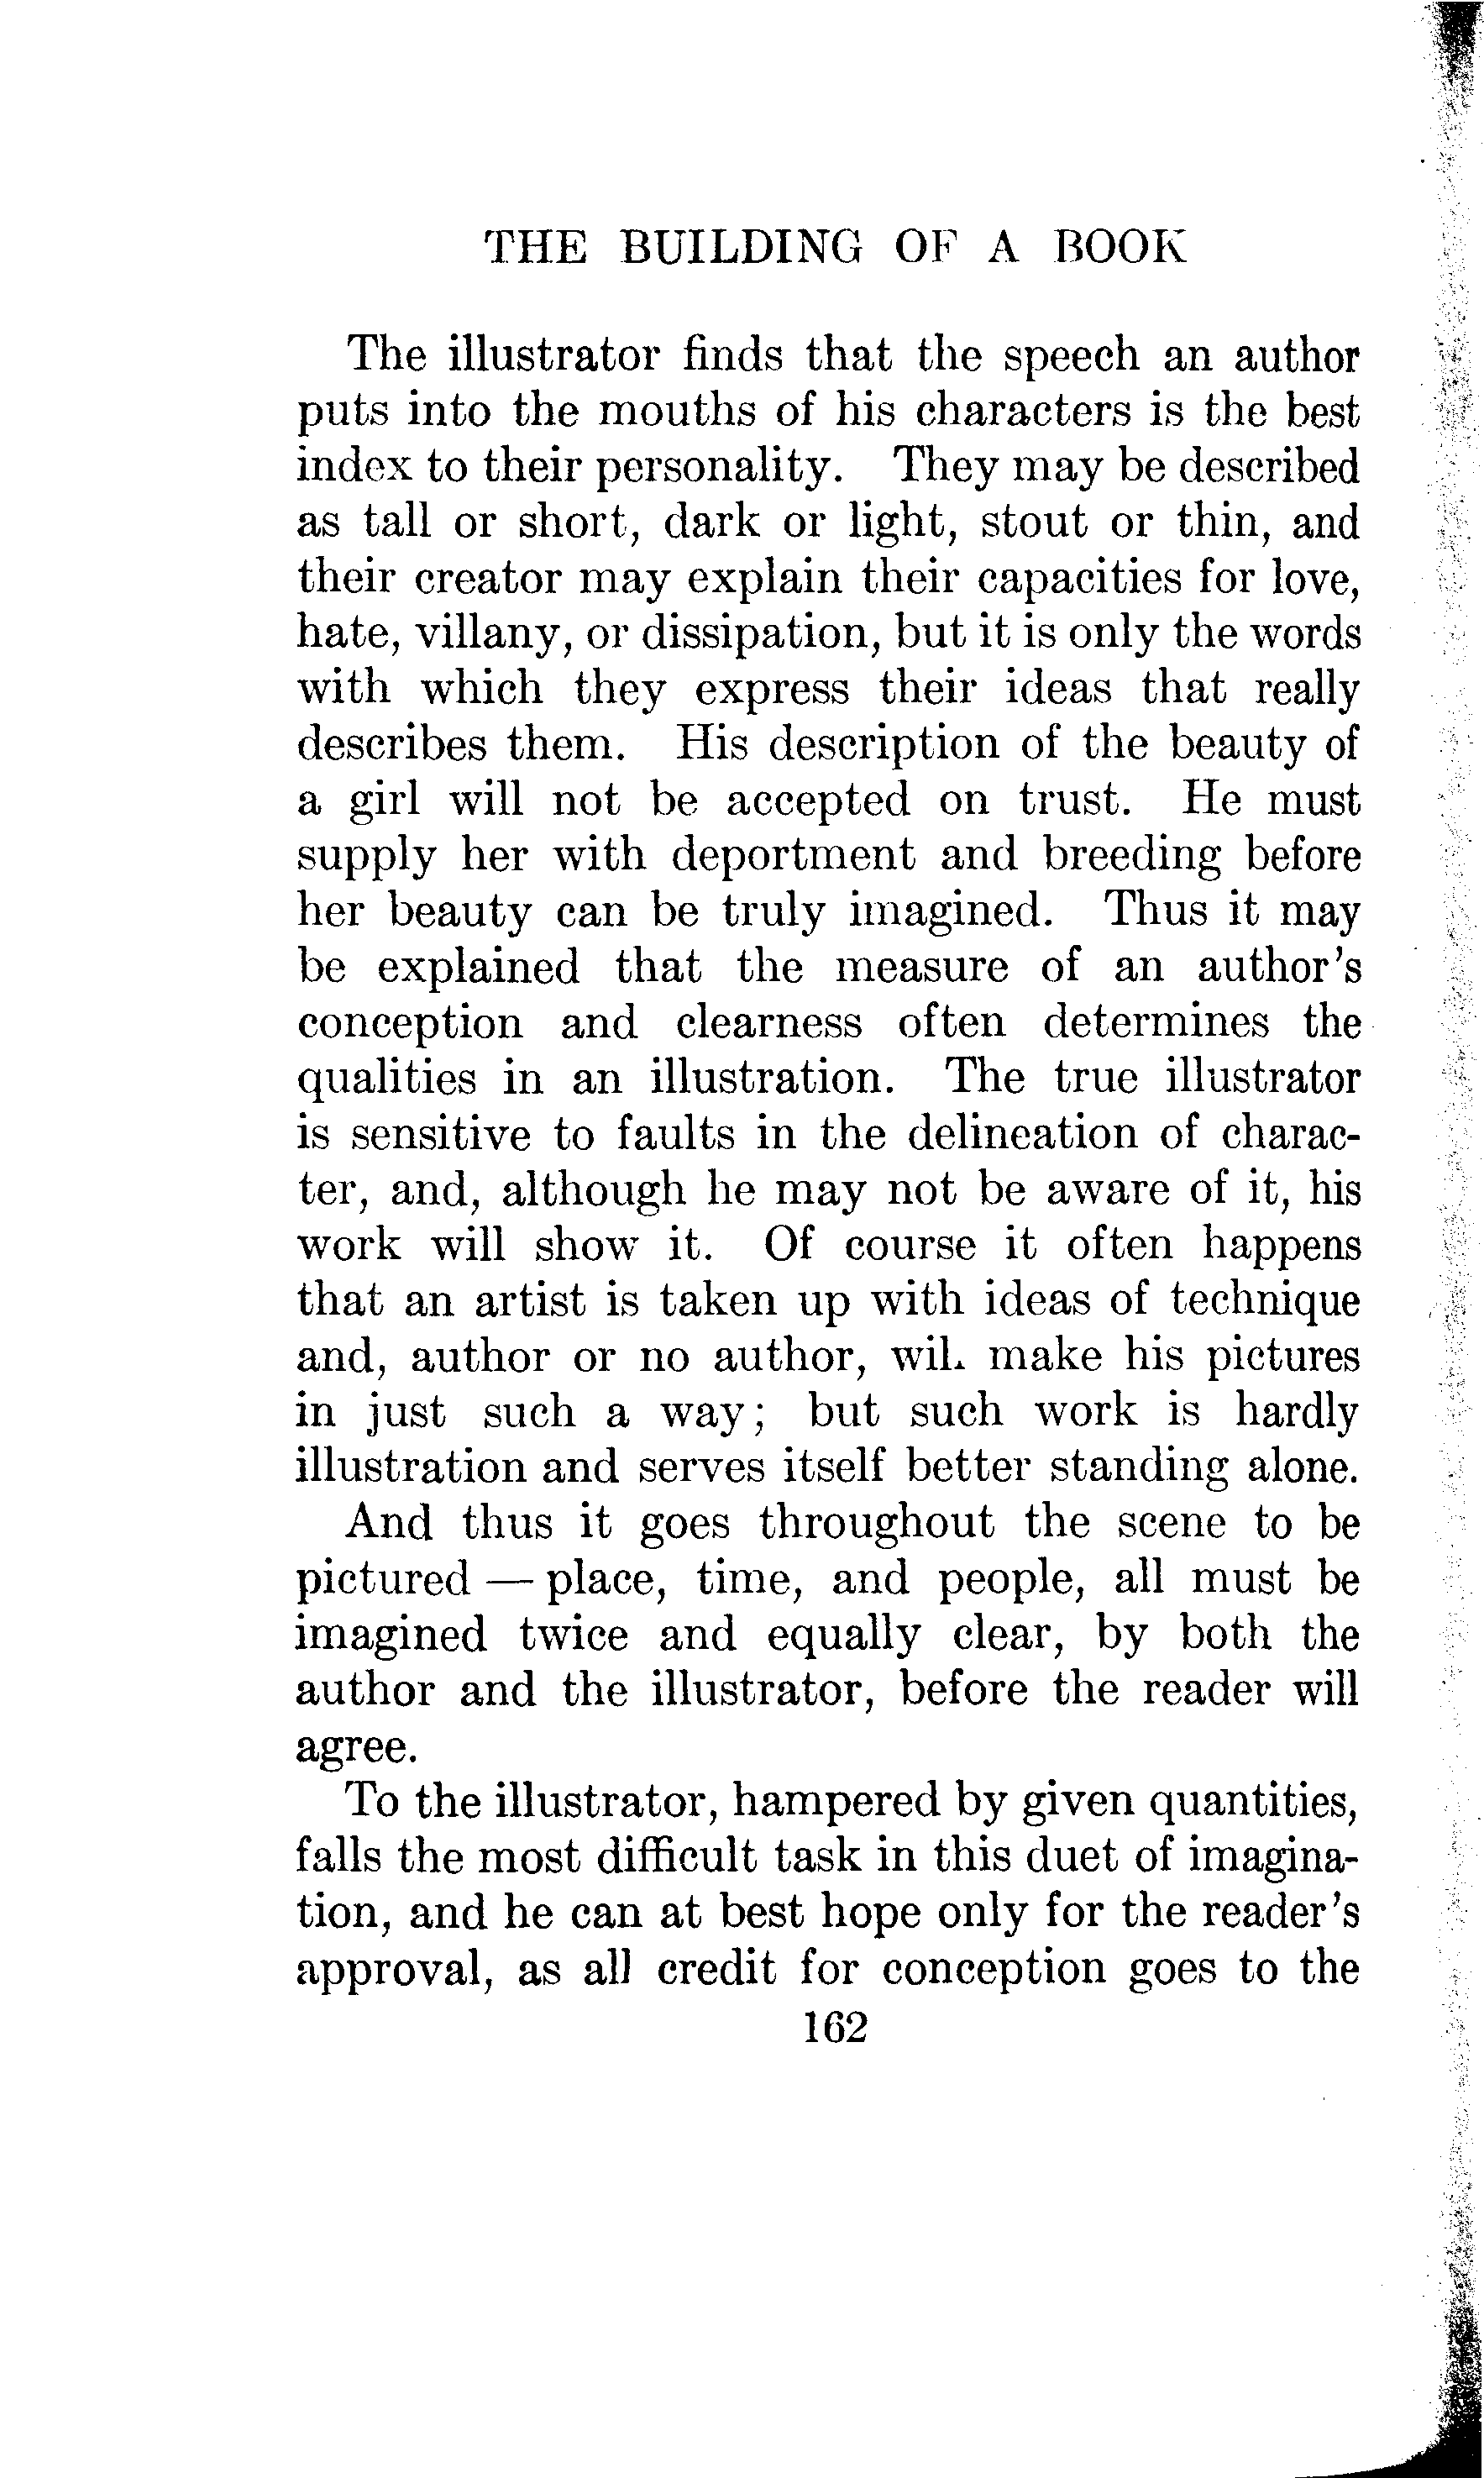 THE BUILDING OF A BOOK
The illustrator finds that the speech an author
puts into the mouths of his characters is the best
index to their personality. They may be described
as tall or short, dark or light, stout or thin, and
their creator may explain their capacities for love,
hate, villany, or dissipation, but it is only the words
with which they express their ideas that really
describes them. His description of the beauty of
a girl will not be accepted on trust. He must
supply her with deportment and breeding before
her beauty can be truly imagined. Thus it may
be explained that the measure of an author's
conception and clearness often determines the
qualities in an illustration. The true illustrator
is sensitive to faults in the delineation of charac-
ter, and, although he may not be aware of it, his
work will show it. Of course it often happens
that an artist is taken up with ideas of technique
and, author or no author, will make his pictures
in just such a way; but such work is hardly
illustration and serves itself better standing alone.
And thus it goes throughout the scene to be
pictured — place, time, and people, all must be
imagined twice and equally clear, by both the
author and the illustrator, before the reader will
agree.
To the illustrator, hampered by given quantities,
falls the most difficult task in this duet of imagina-
tion, and he can at best hope only for the reader's
approval, as all credit for conception goes to the
162